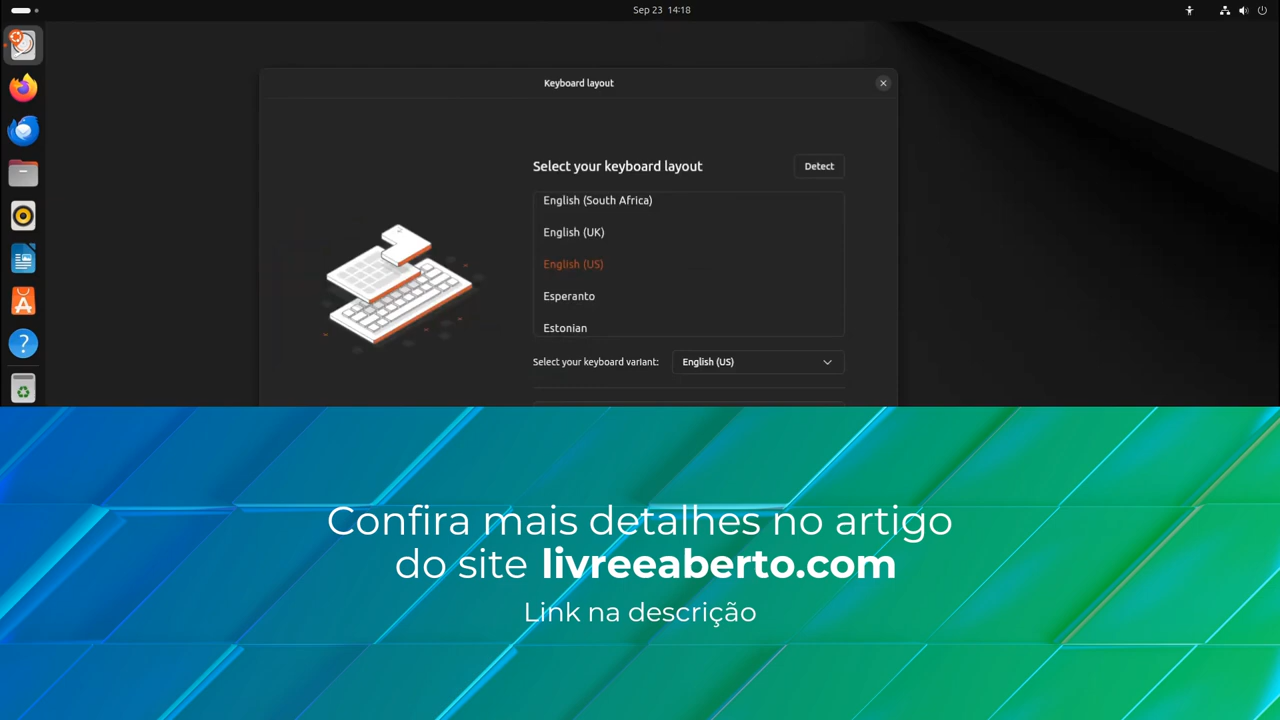 Sep 23 14:18
Keyboard layout
Select your keyboard layout
Detect
English (South Africa)
English (UK)
English (US)
Esperanto
Estonian
Select your keyboard variant:
English (US)
Confira mais detalhes no artigo
do site livreeaberto.com
Link na descrição